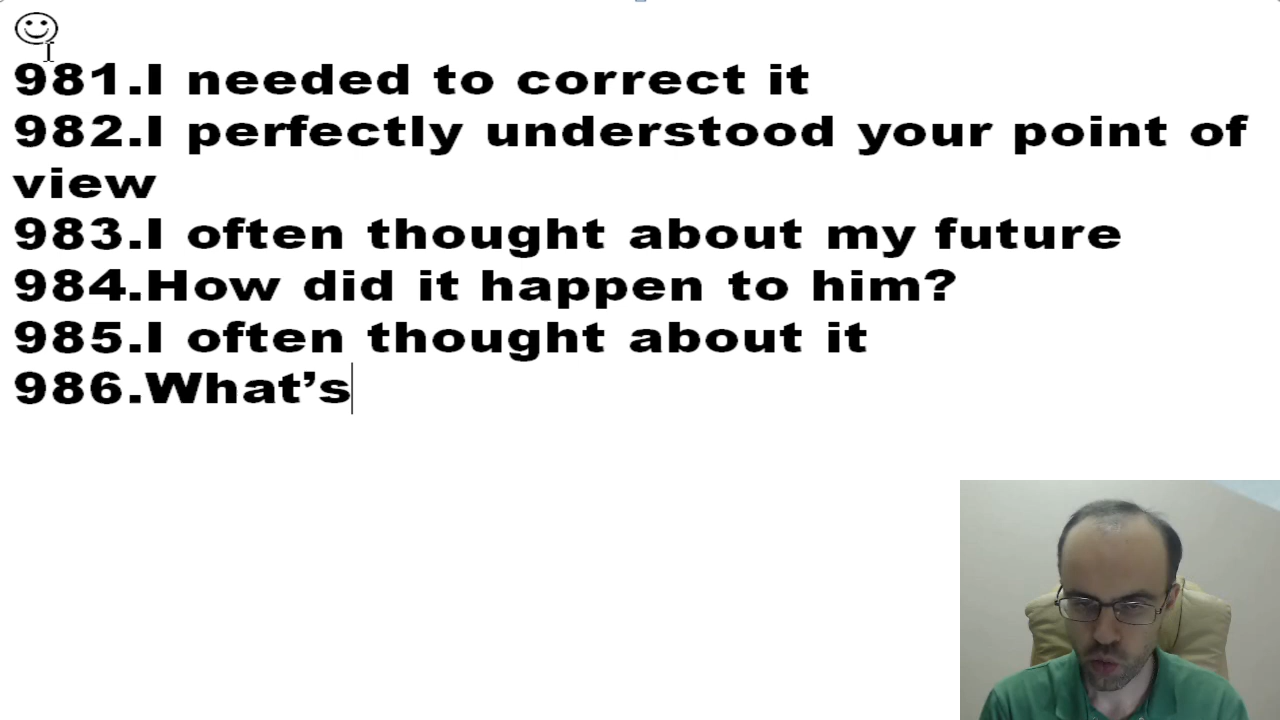 981.I needed to correct it
982.I perfectly understood your point of
view
983.I often thought about my future
984.How did it happen to him?
985.I often thought about it
986.What’s